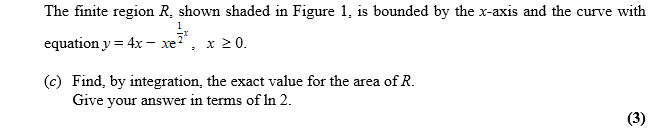 The finite region R, shown shaded in Figure 1, is bounded by the x-axis and the curve with
equation y = 4x − xe^{\frac{1}{2}x}, x ≥ 0.
(c) Find, by integration, the exact value for the area of R.
Give your answer in terms of ln 2.
(3)